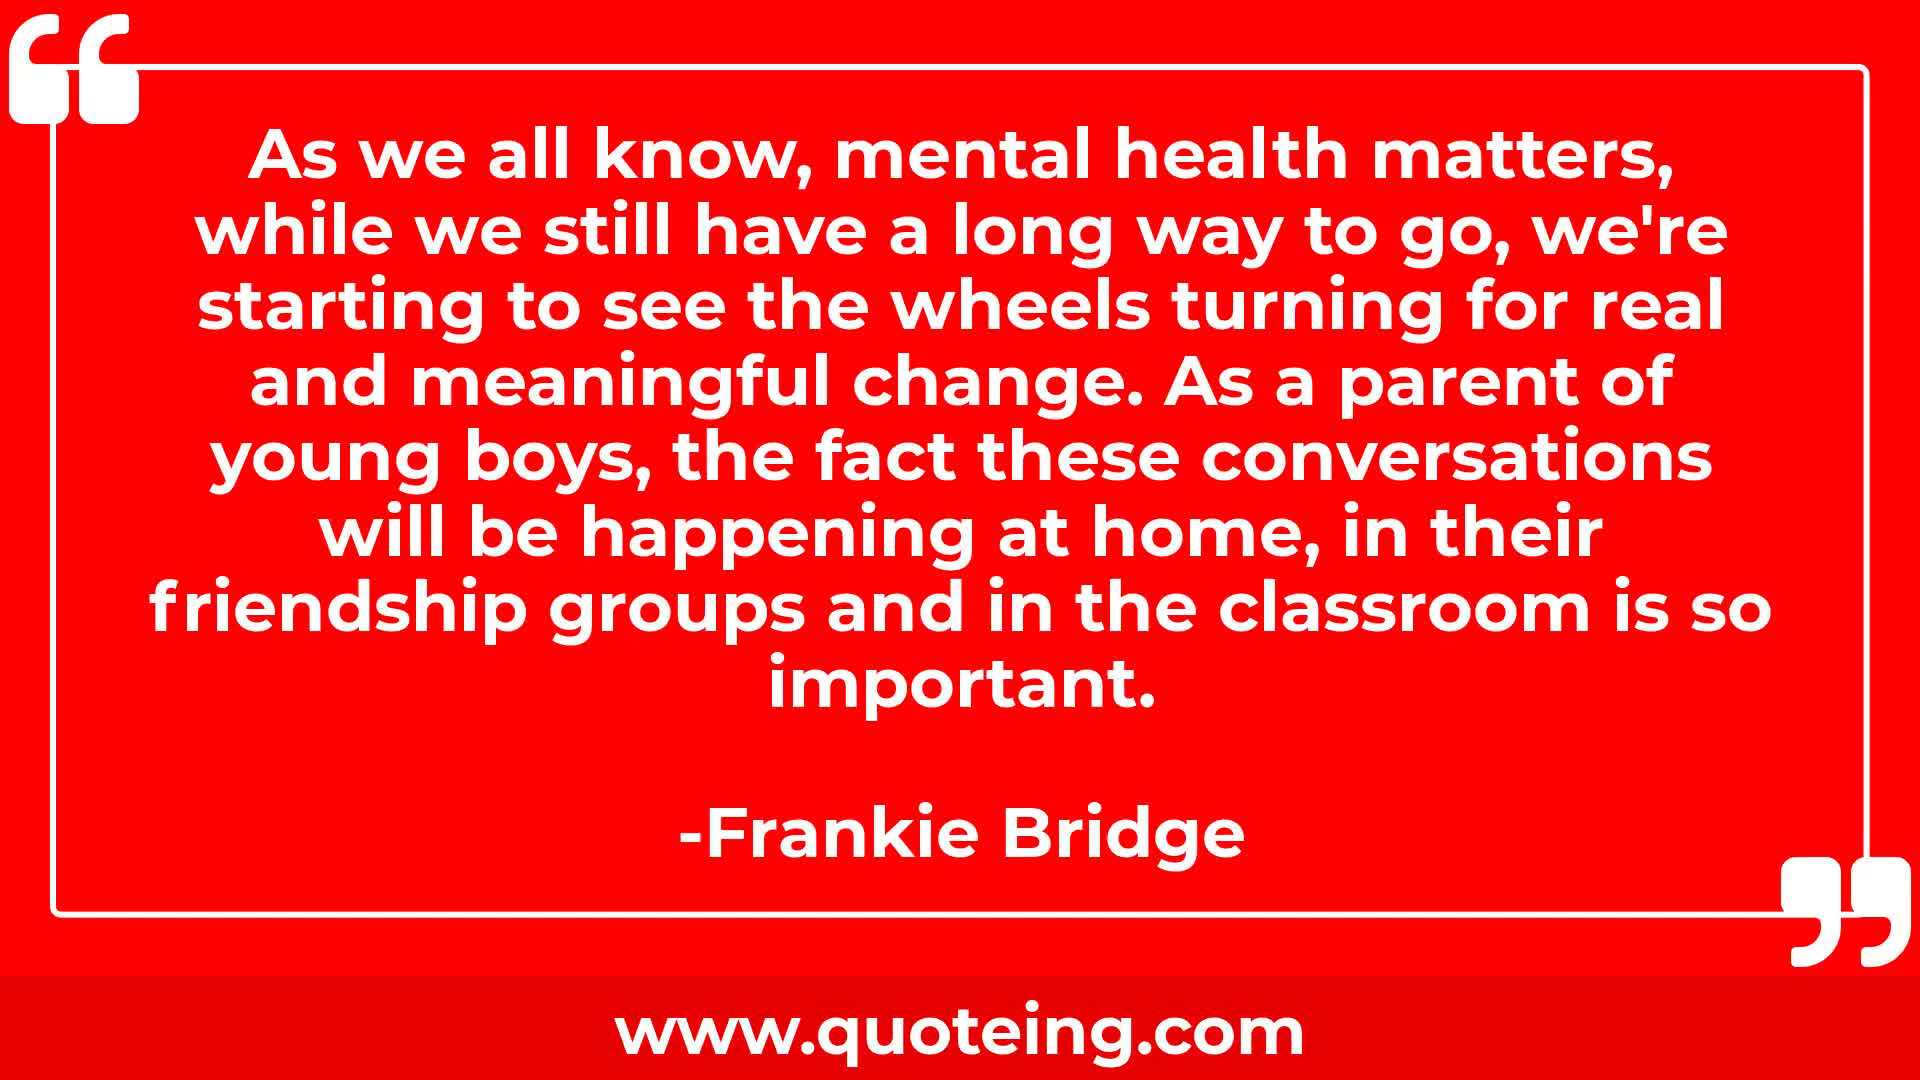 As we all know, mental health matters,
while we still have a long way to go, we're
starting to see the wheels turning for real
and meaningful change. As a parent of
young boys, the fact these conversations
will be happening at home, in their
friendship groups and in the classroom is so
important.
-Frankie Bridge
www.quoteing.com